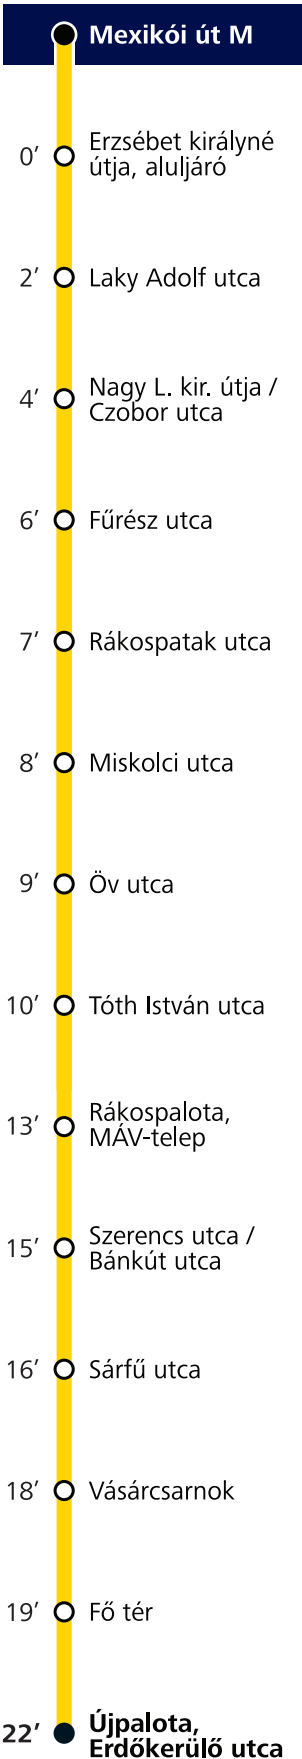 Mexikói út M
0’ Erzsébet királyné
útja, aluljáró
2’ Laky Adolf utca
4’ Nagy L. kir. útja /
Czobor utca
6’ Fűrész utca
7’ Rákospatak utca
8’ Miskolci utca
9’ Öv utca
10’ Tóth István utca
13’ Rákospalota,
MÁV-telep
15’ Szerencs utca /
Bánkút utca
16’ Sárfű utca
18’ Vásárcsarnok
19’ Fő tér
22’ Újpalota,
Erdőkerülő utca